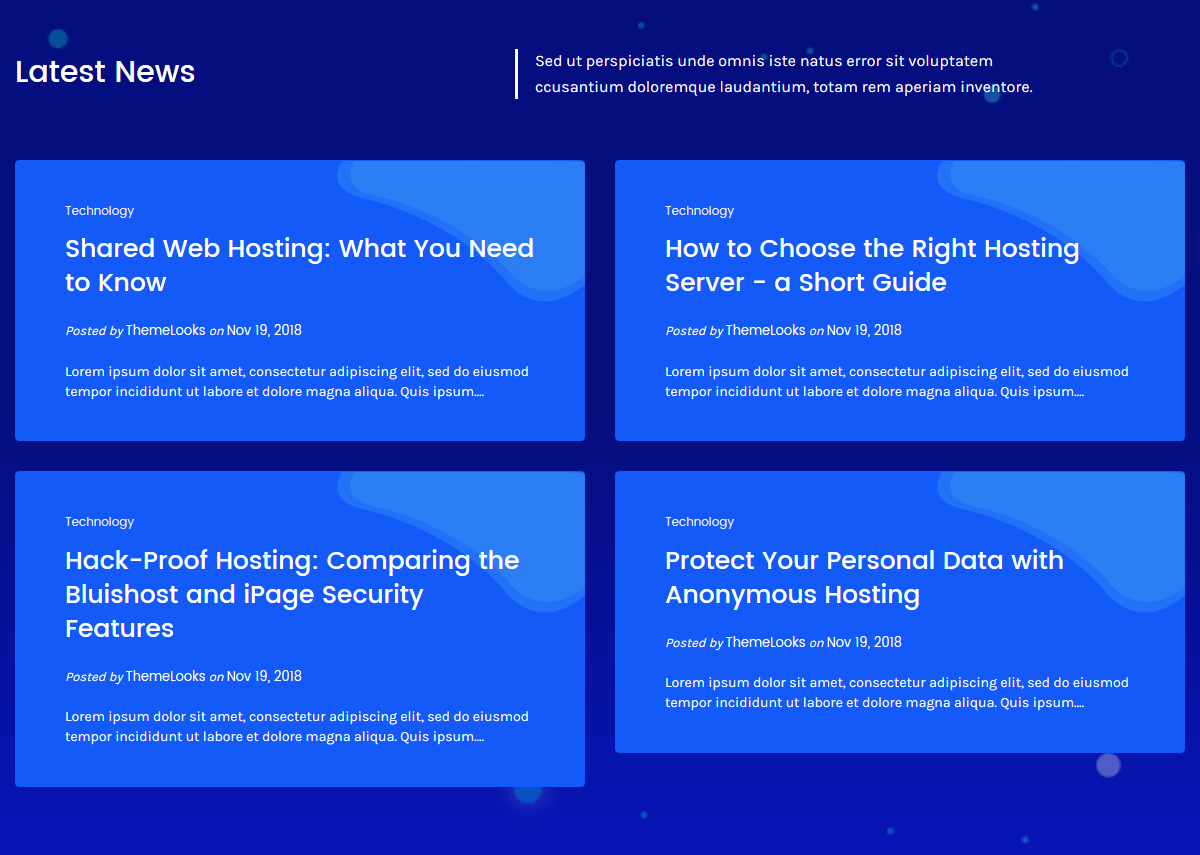 Latest News
Sed ut perspiciatis unde omnis iste natus error sit voluptatem
ccusantium doloremque laudantium, totam rem aperiam inventore.
Technology
Shared Web Hosting: What You Need
to Know
Posted by ThemeLooks on Nov 19, 2018
Lorem ipsum dolor sit amet, consectetur adipiscing elit, sed do eiusmod
tempor incididunt ut labore et dolore magna aliqua. Quis ipsum....
Technology
How to Choose the Right Hosting
Server - a Short Guide
Posted by ThemeLooks on Nov 19, 2018
Lorem ipsum dolor sit amet, consectetur adipiscing elit, sed do eiusmod
tempor incididunt ut labore et dolore magna aliqua. Quis ipsum....
Technology
Hack-Proof Hosting: Comparing the
Bluishost and iPage Security
Features
Posted by ThemeLooks on Nov 19, 2018
Lorem ipsum dolor sit amet, consectetur adipiscing elit, sed do eiusmod
tempor incididunt ut labore et dolore magna aliqua. Quis ipsum....
Technology
Protect Your Personal Data with
Anonymous Hosting
Posted by ThemeLooks on Nov 19, 2018
Lorem ipsum dolor sit amet, consectetur adipiscing elit, sed do eiusmod
tempor incididunt ut labore et dolore magna aliqua. Quis ipsum....